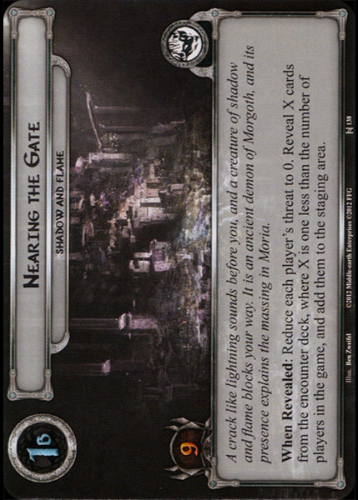 1B
NEARING THE GATE
SHADOW AND FLAME
9
A crack like lightning sounds before you, and a creature of shadow
and flame blocks your way. It is an ancient demon of Morgoth, and its
presence explains the massing in Moria.
When Revealed: Reduce each player's threat to 0. Reveal X cards
from the encounter deck, where X is one less than the number of
players in the game, and add them to the staging area.
Illus. Ben Zweifel ©2012 Middle-earth Enterprises ©2012 FFG 138